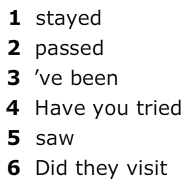 1 stayed
2 passed
3 ’ve been
4 Have you tried
5 saw
6 Did they visit